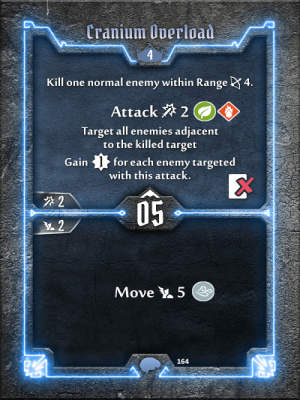 Cranium Overload
4
Kill one normal enemy within Range 4.
Attack 2
Target all enemies adjacent
to the killed target
Gain 1 for each enemy targeted
with this attack.
2
05
2
Move 5
164